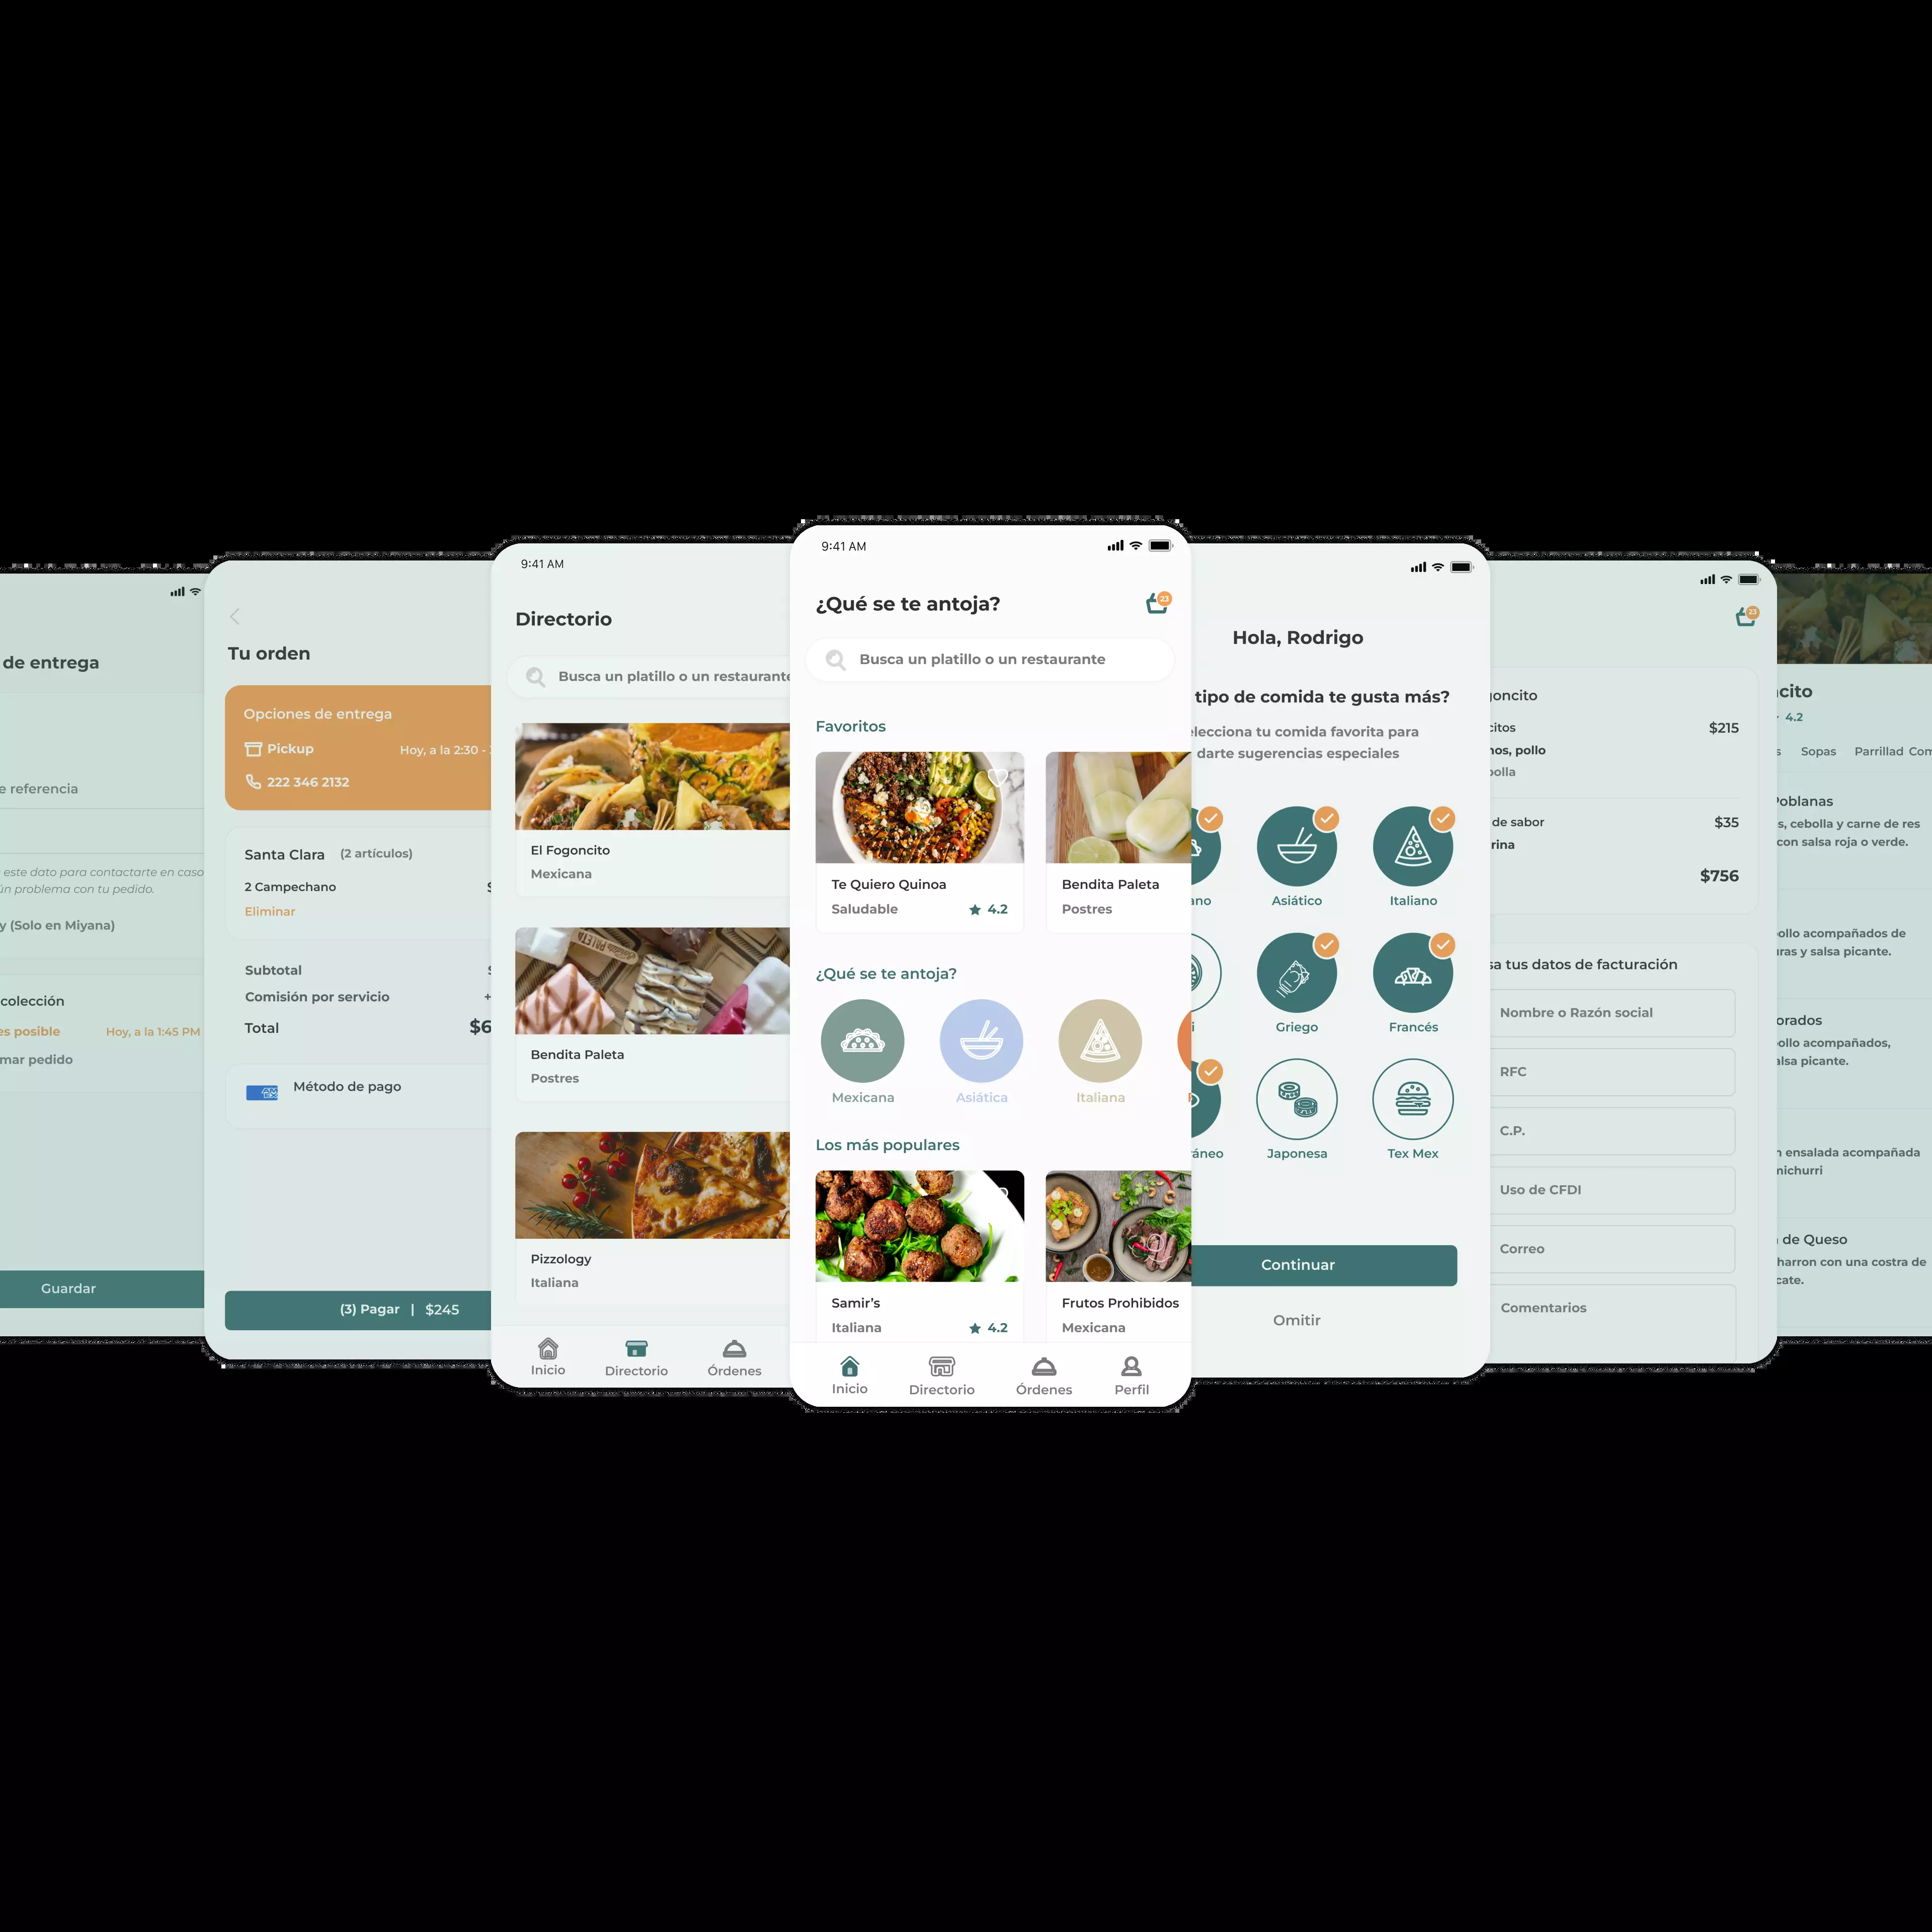 de entrega
e referencia
este dato para contactarte en caso
ún problema con tu pedido.
y (Solo en Miyana)
colección
es posible
Hoy, a la 1:45 PM
mar pedido
Guardar
Tu orden
Opciones de entrega
Pickup
Hoy, a la 2:30 -
222 346 2132
Santa Clara (2 artículos)
2 Campechano
Eliminar
Subtotal
Comisión por servicio +
Total $6
Método de pago
(3) Pagar | $245
9:41 AM
Directorio
Busca un platillo o un restaurante
El Fogoncito
Mexicana
Bendita Paleta
Postres
Pizzology
Italiana
Inicio
Directorio
Órdenes
9:41 AM
¿Qué se te antoja?
23
Busca un platillo o un restaurante
Favoritos
Te Quiero Quinoa
Saludable
4.2
Bendita Paleta
Postres
¿Qué se te antoja?
Mexicana
Asiática
Italiana
Los más populares
Samir's
Italiana
4.2
Frutos Prohibidos
Mexicana
Inicio
Directorio
Órdenes
Perfil
Hola, Rodrigo
tipo de comida te gusta más?
elecciona tu comida favorita para
darte sugerencias especiales
ano
Asiático
Italiano
i
Griego
Francés
ráneo
Japonesa
Tex Mex
Continuar
Omitir
23
goncito
citos
$215
nos, pollo
bolla
de sabor
$35
rina
$756
sa tus datos de facturación
Nombre o Razón social
RFC
C.P.
Uso de CFDI
Correo
Comentarios
ncito
4.2
s
Sopas
Parrillad
Com
Poblanas
s, cebolla y carne de res
con salsa roja o verde.
ollo acompañados de
uras y salsa picante.
orados
ollo acompañados,
alsa picante.
n ensalada acompañada
michurri
de Queso
harron con una costra de
cate.